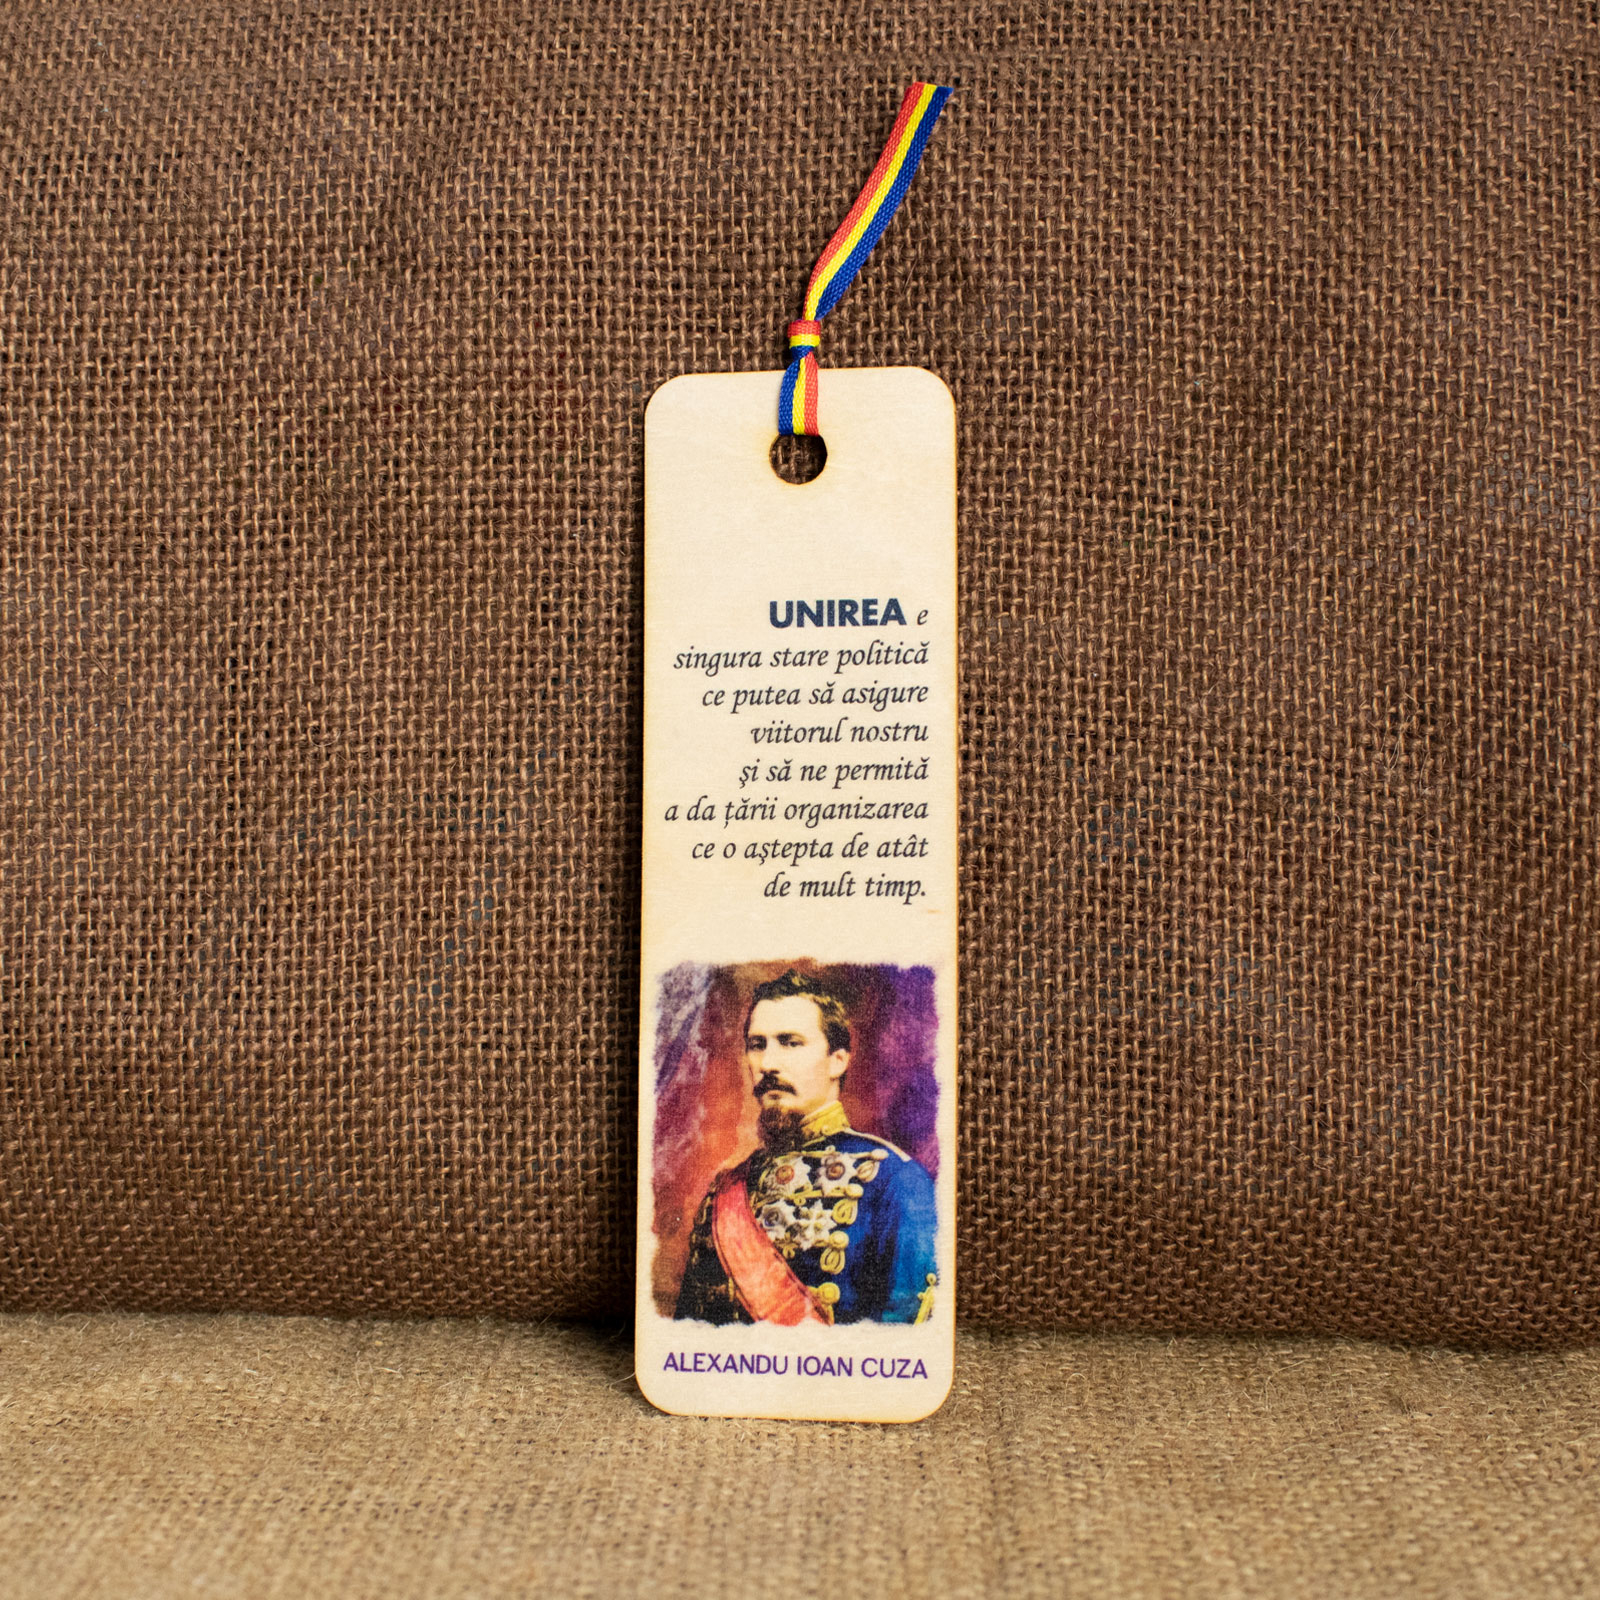 UNIREA e
singura stare politică
ce putea să asigure
viitorul nostru
şi să ne permită
a da ţării organizarea
ce o aştepta de atât
de mult timp.
ALEXANDU IOAN CUZA